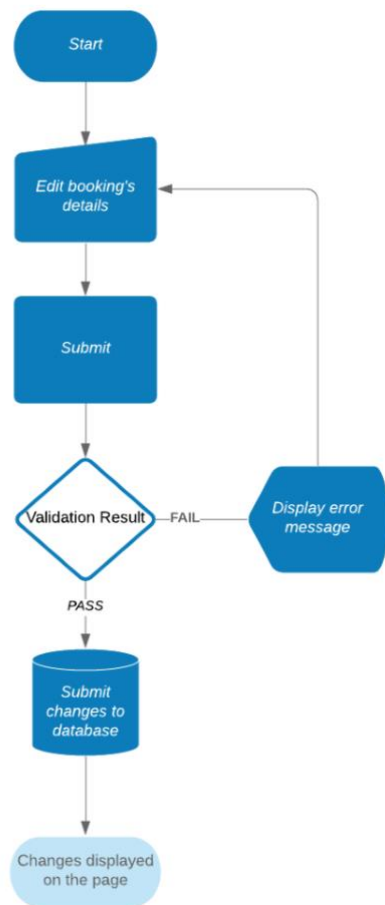 Start
Edit booking's
details
Submit
Validation Result
FAIL
Display error
message
PASS
Submit
changes to
database
Changes displayed
on the page